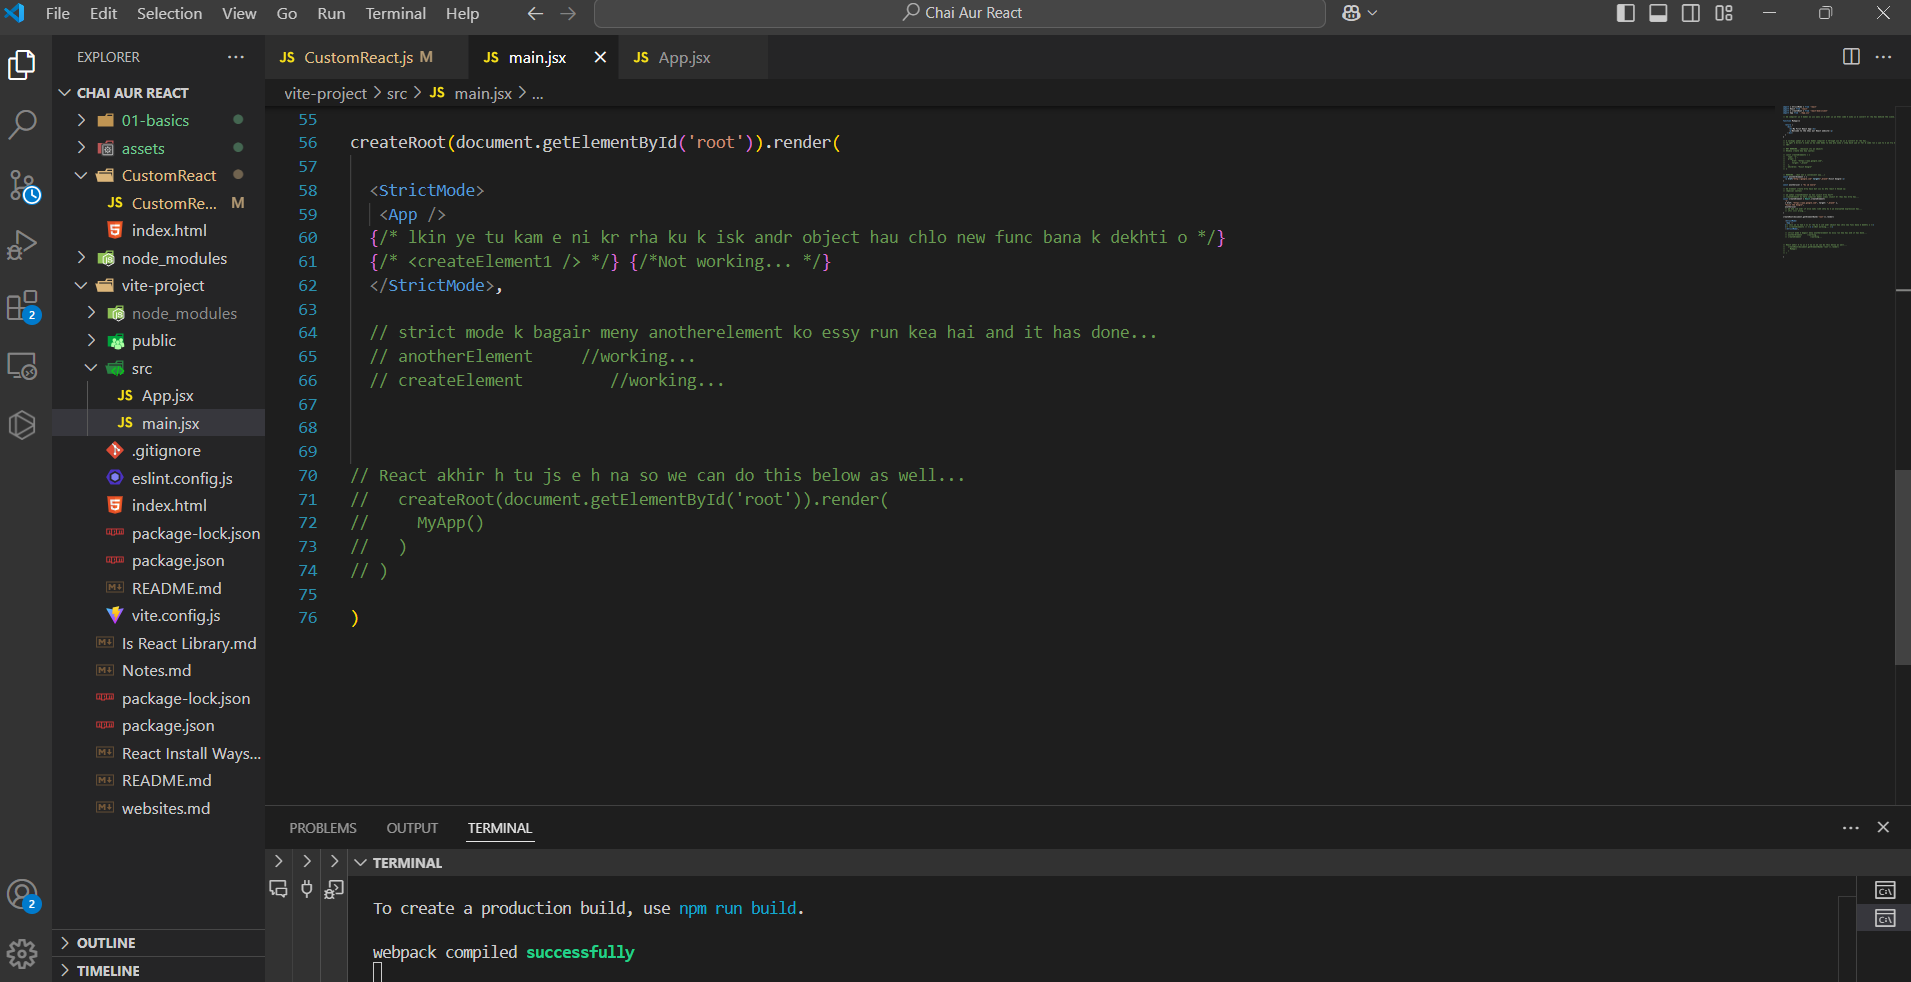 File Edit Selection View Go Run Terminal Help
Chai Aur React
EXPLORER
CHAI AUR REACT
01-basics
assets
CustomReact
JS CustomRe... M
index.html
node_modules
vite-project
node_modules
public
src
JS App.jsx
JS main.jsx
.gitignore
eslint.config.js
index.html
package-lock.json
package.json
README.md
vite.config.js
Is React Library.md
Notes.md
package-lock.json
package.json
React Install Ways...
README.md
websites.md
OUTLINE
TIMELINE
2
2
JS CustomReact.js M
JS main.jsx
JS App.jsx
vite-project > src > JS main.jsx > ...
55
56 createRoot(document.getElementById('root')).render(
57
58 <StrictMode>
59 <App />
60 {/* lkin ye tu kam e ni kr rha ku k isk andr object hau chlo new func bana k dekhti o */}
61 {/* <createElement1 /> */} {/*Not working... */}
62 </StrictMode>,
63
64 // strict mode k bagair meny anotherelement ko essy run kea hai and it has done...
65 // anotherElement //working...
66 // createElement //working...
67
68
69
70 // React akhir h tu js e h na so we can do this below as well...
71 // createRoot(document.getElementById('root')).render(
72 // MyApp()
73 // )
74 // )
75
76 )
PROBLEMS OUTPUT TERMINAL
TERMINAL
To create a production build, use npm run build.
webpack compiled successfully